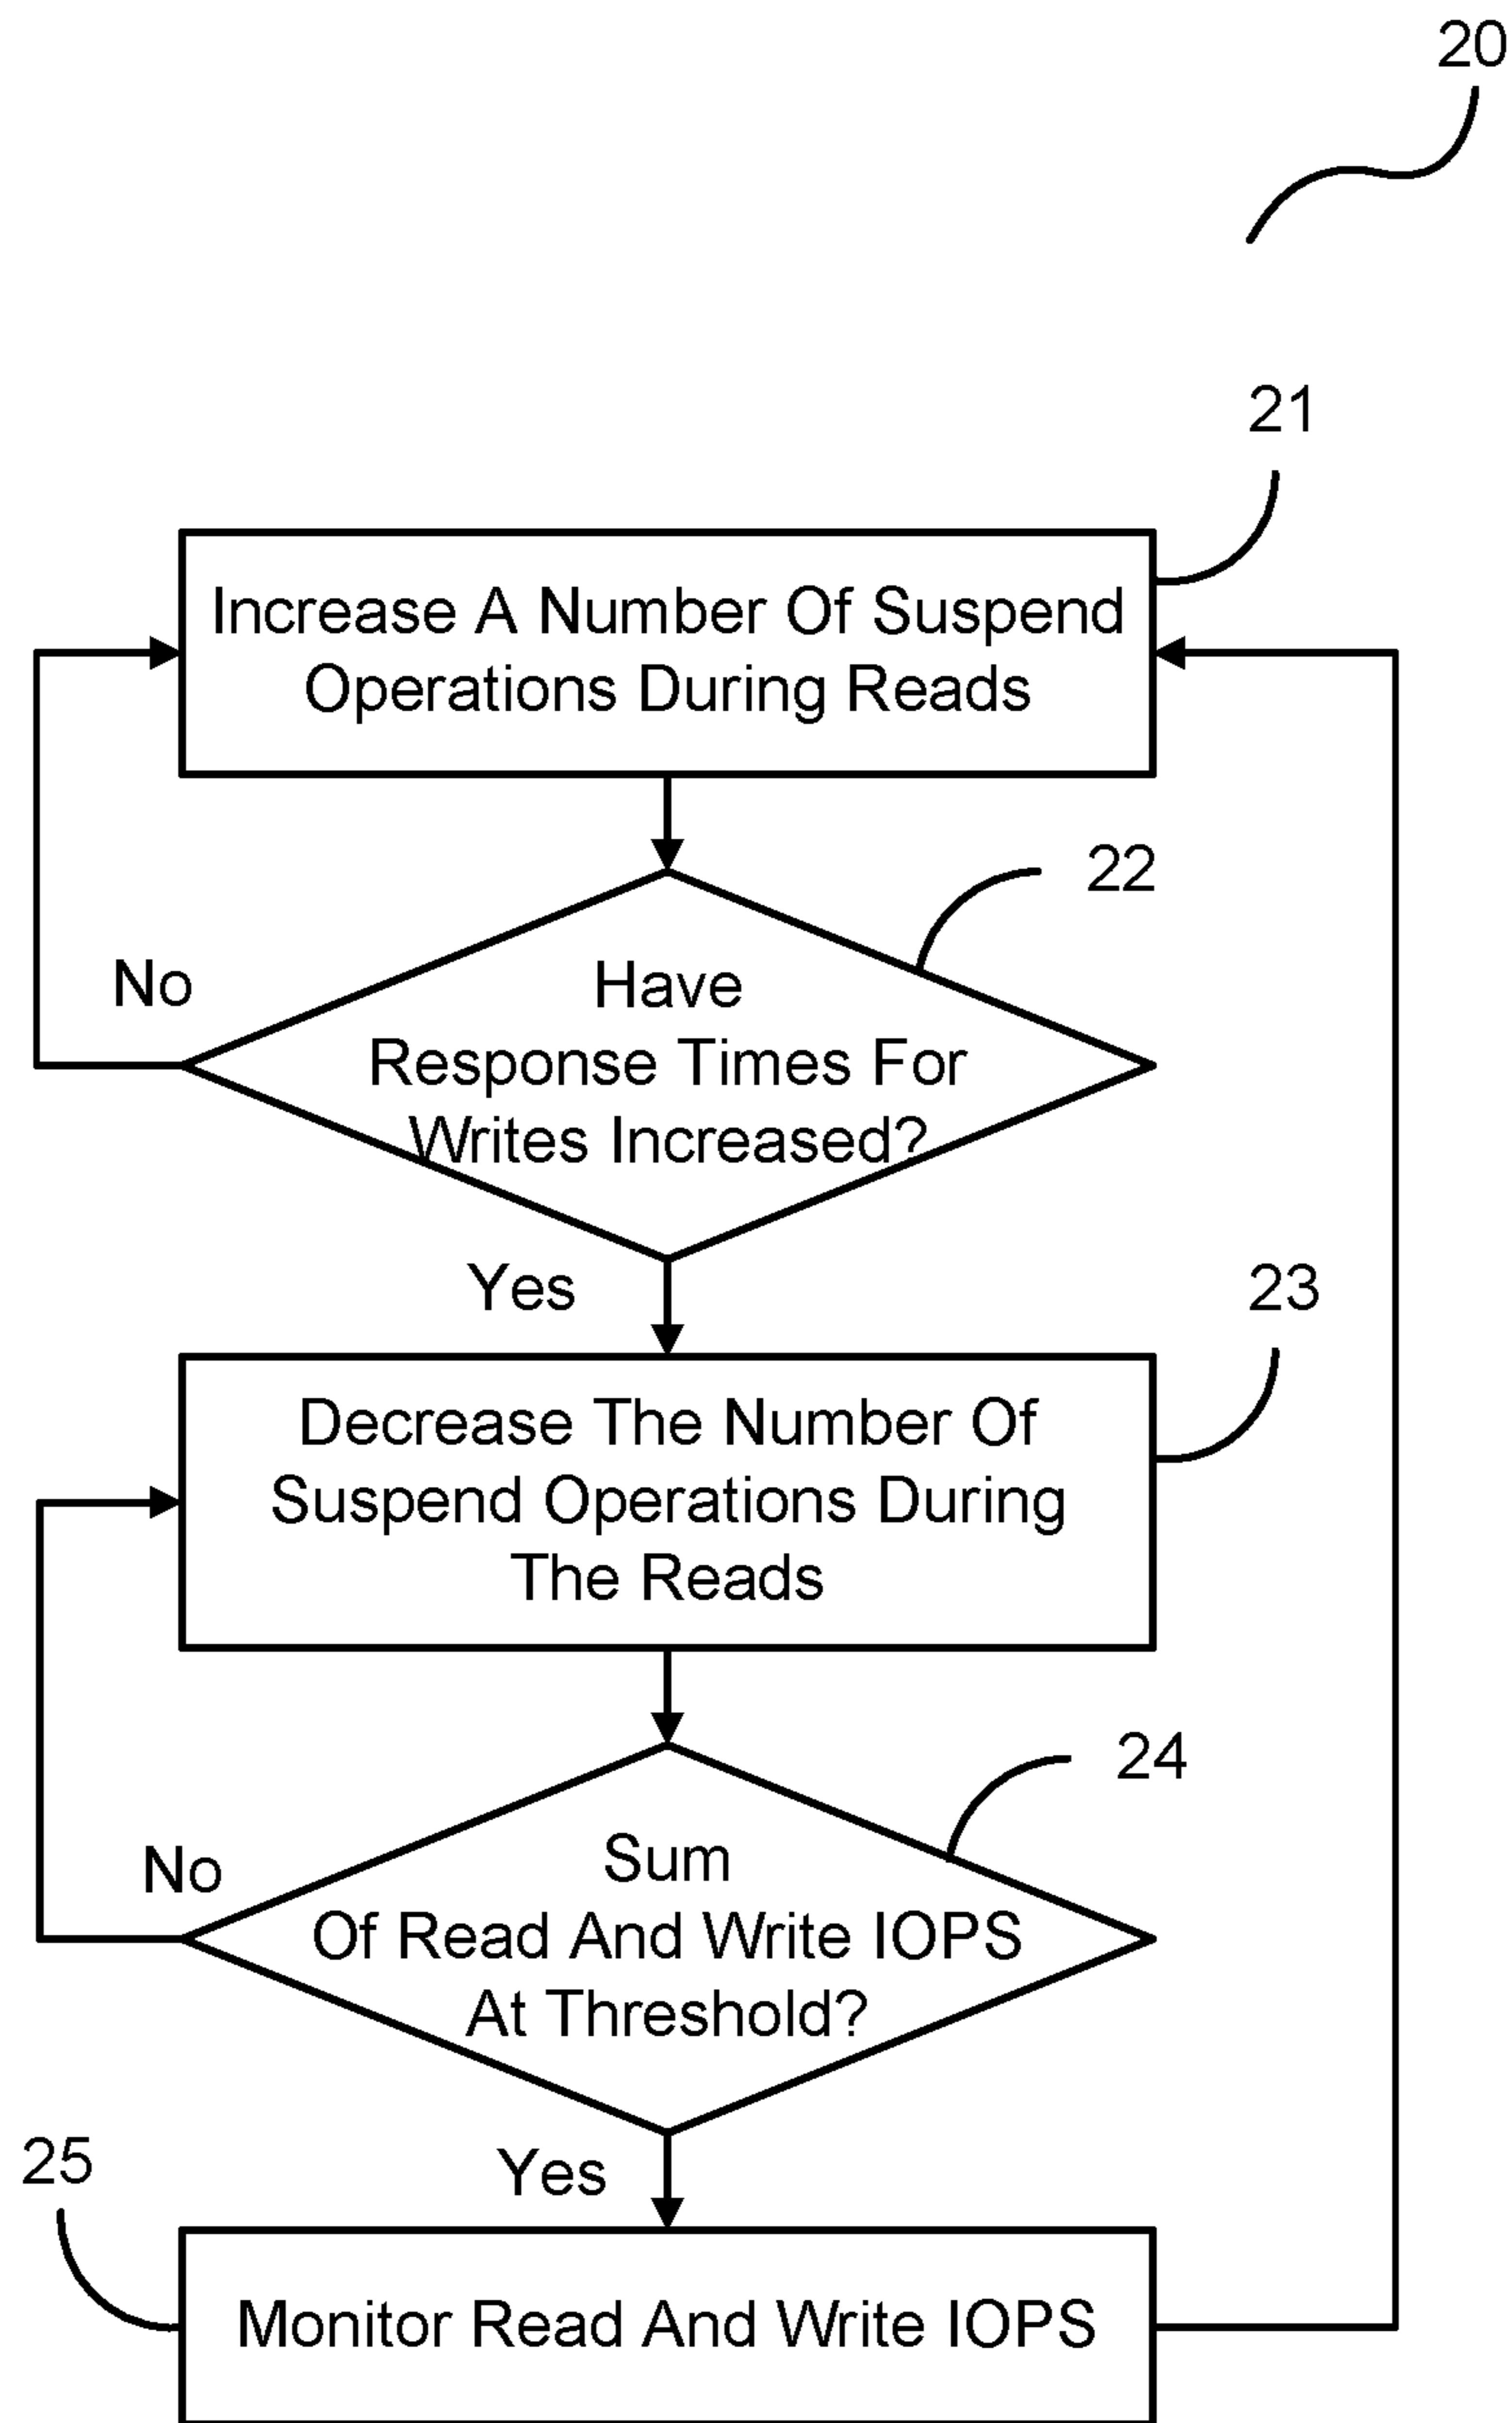 20
21
Increase A Number Of Suspend
Operations During Reads
22
Have
Response Times For
Writes Increased?
No
Yes
23
Decrease The Number Of
Suspend Operations During
The Reads
24
Sum
Of Read And Write IOPS
At Threshold?
No
Yes
25
Monitor Read And Write IOPS